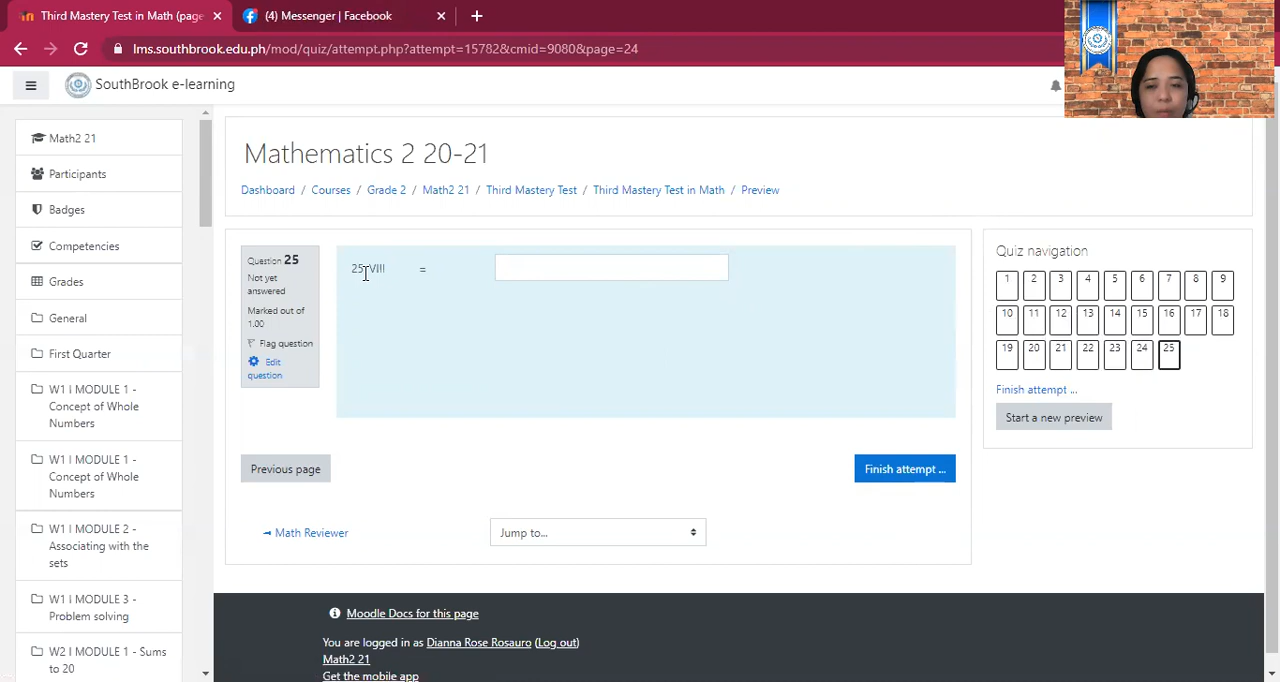 Third Mastery Test in Math (page
(4) Messenger | Facebook
lms.southbrook.edu.ph/mod/quiz/attempt.php?attempt=15782&cmid=9080&page=24
SouthBrook e-learning
Math2 21
Participants
Badges
Competencies
Grades
General
First Quarter
W1 I MODULE 1 -
Concept of Whole
Numbers
W1 I MODULE 1 -
Concept of Whole
Numbers
W1 I MODULE 2 -
Associating with the
sets
W1 I MODULE 3 -
Problem solving
W2 I MODULE 1 - Sums
to 20
Mathematics 2 20-21
Dashboard / Courses / Grade 2 / Math2 21 / Third Mastery Test / Third Mastery Test in Math / Preview
Question 25
Not yet
answered
Marked out of
1.00
Flag question
Edit
question
25. VIII =
Previous page
Finish attempt ...
Math Reviewer
Jump to...
Quiz navigation
1 2 3 4 5 6 7 8 9
10 11 12 13 14 15 16 17 18
19 20 21 22 23 24 25
Finish attempt ...
Start a new preview
Moodle Docs for this page
You are logged in as Dianna Rose Rosauro (Log out)
Math2 21
Get the mobile app